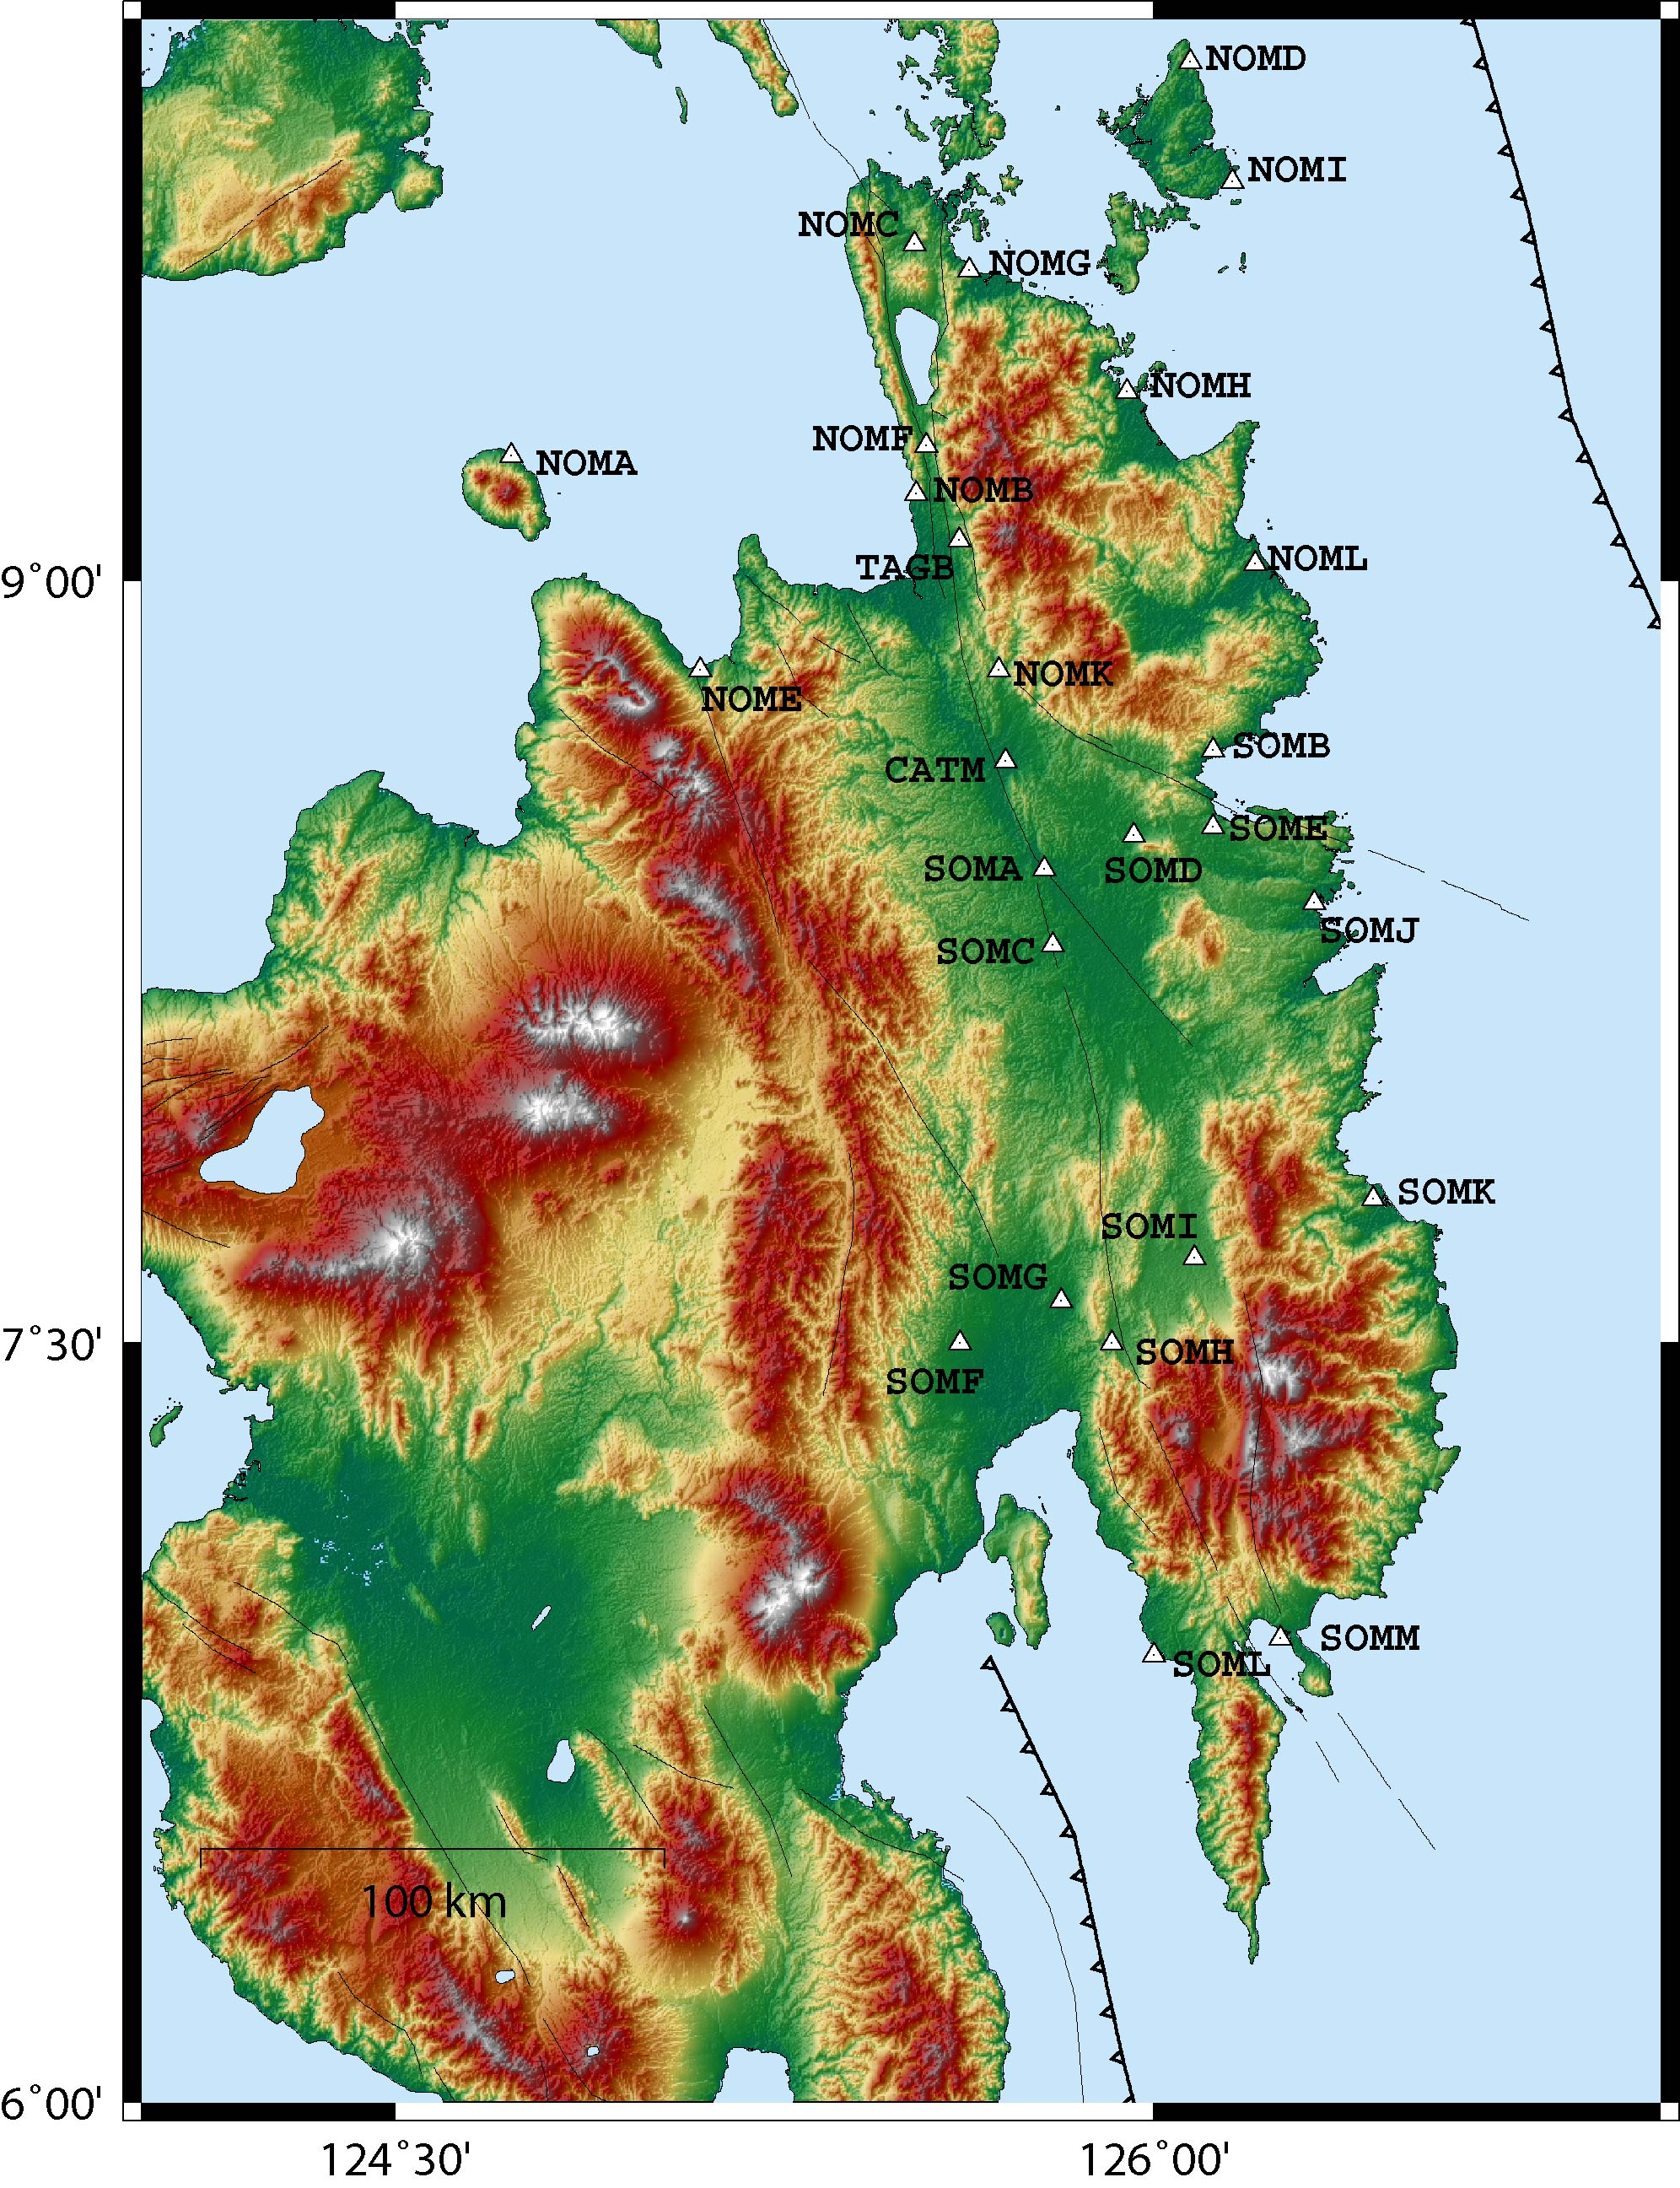 NOMD
NOMI
NOMC
NOMG
NOMH
NOMF
NOMA
NOMB
TAGB
NOML
9°00'
NOMK
NOME
SOMB
CATM
SOME
SOMA
SOMD
SOMJ
SOMC
SOMK
SOMI
SOMG
7°30'
SOMH
SOMF
SOMM
SOML
100 km
6°00'
124°30'
126°00'